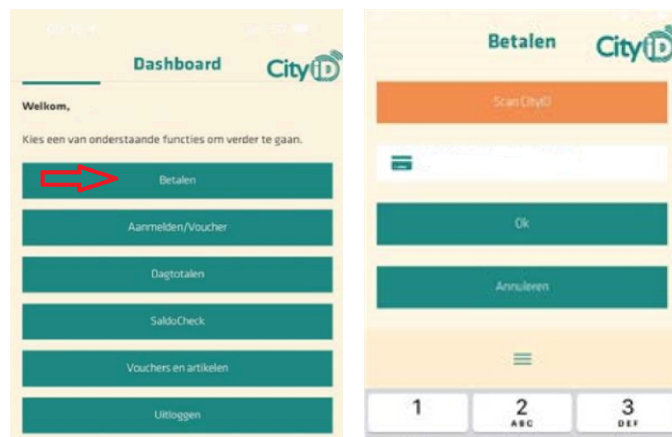 Dashboard
CityiD
Welkom,
Kies een van onderstaande functies om verder te gaan.
Betalen
Aanmelden/Voucher
Dagtotalen
SaldoCheck
Vouchers en artikelen
Uitloggen
Betalen
CityiD
Scan CityID
Ok
Annuleren
1 2 3
ABC DEF